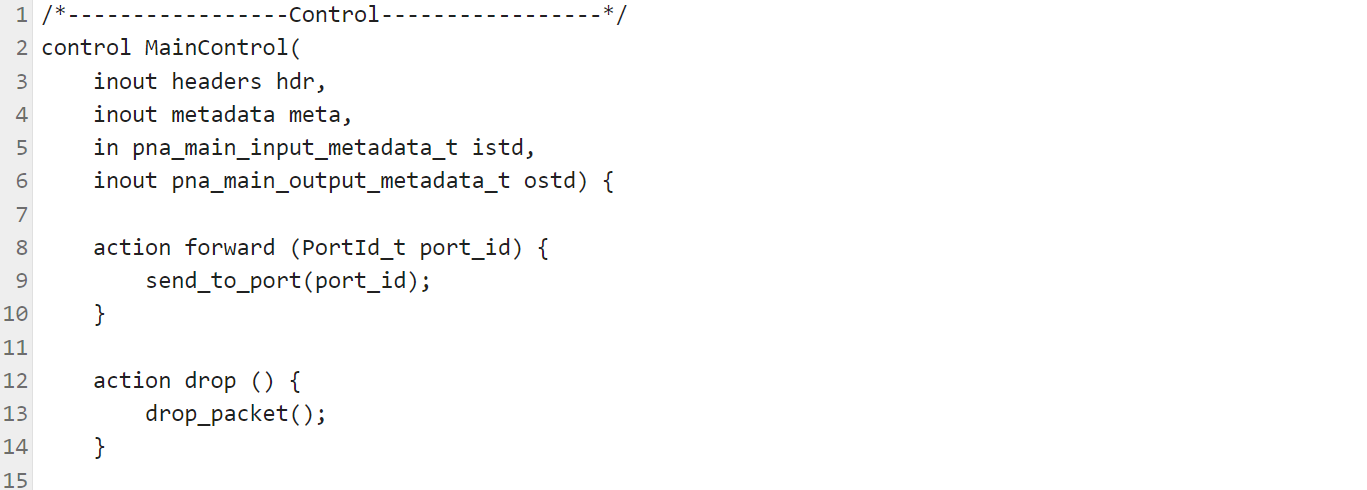 1 /*-----------------Control-----------------*/
2 control MainControl(
3     inout headers hdr,
4     inout metadata meta,
5     in pna_main_input_metadata_t istd,
6     inout pna_main_output_metadata_t ostd) {
7
8     action forward (PortId_t port_id) {
9         send_to_port(port_id);
10     }
11
12     action drop () {
13         drop_packet();
14     }
15